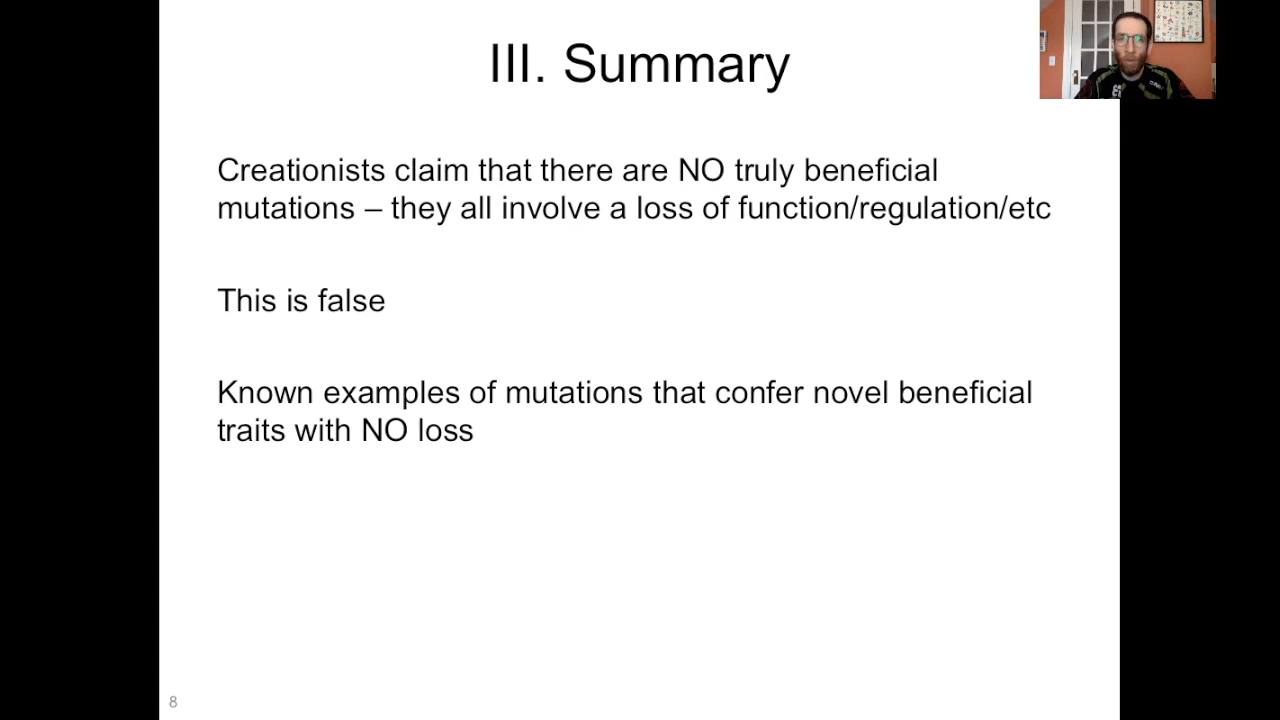 III. Summary
Creationists claim that there are NO truly beneficial
mutations – they all involve a loss of function/regulation/etc
This is false
Known examples of mutations that confer novel beneficial
traits with NO loss
8